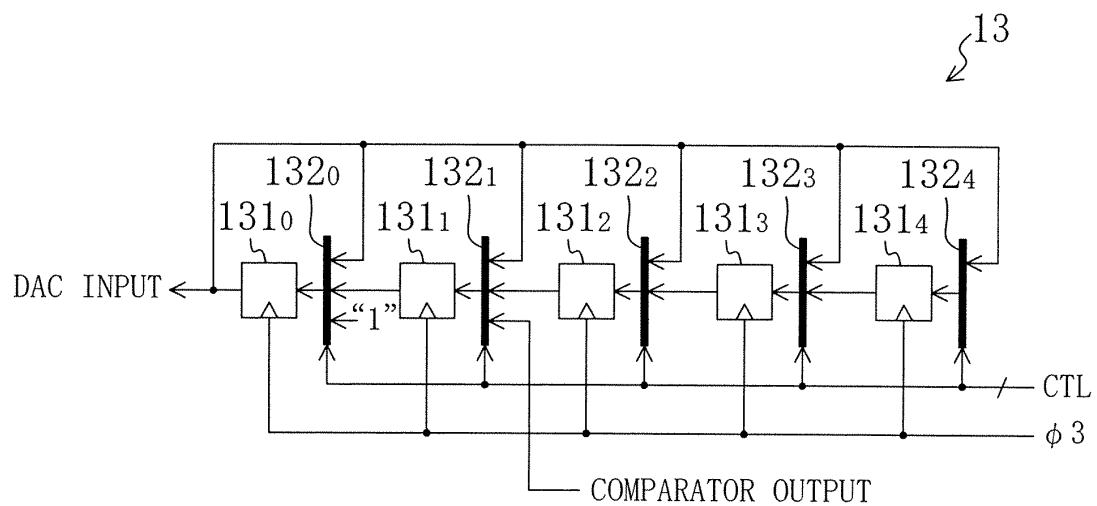 13
132₀ 132₁ 132₂ 132₃ 132₄
131₀ 131₁ 131₂ 131₃ 131₄
DAC INPUT
“1”
CTL
φ3
COMPARATOR OUTPUT